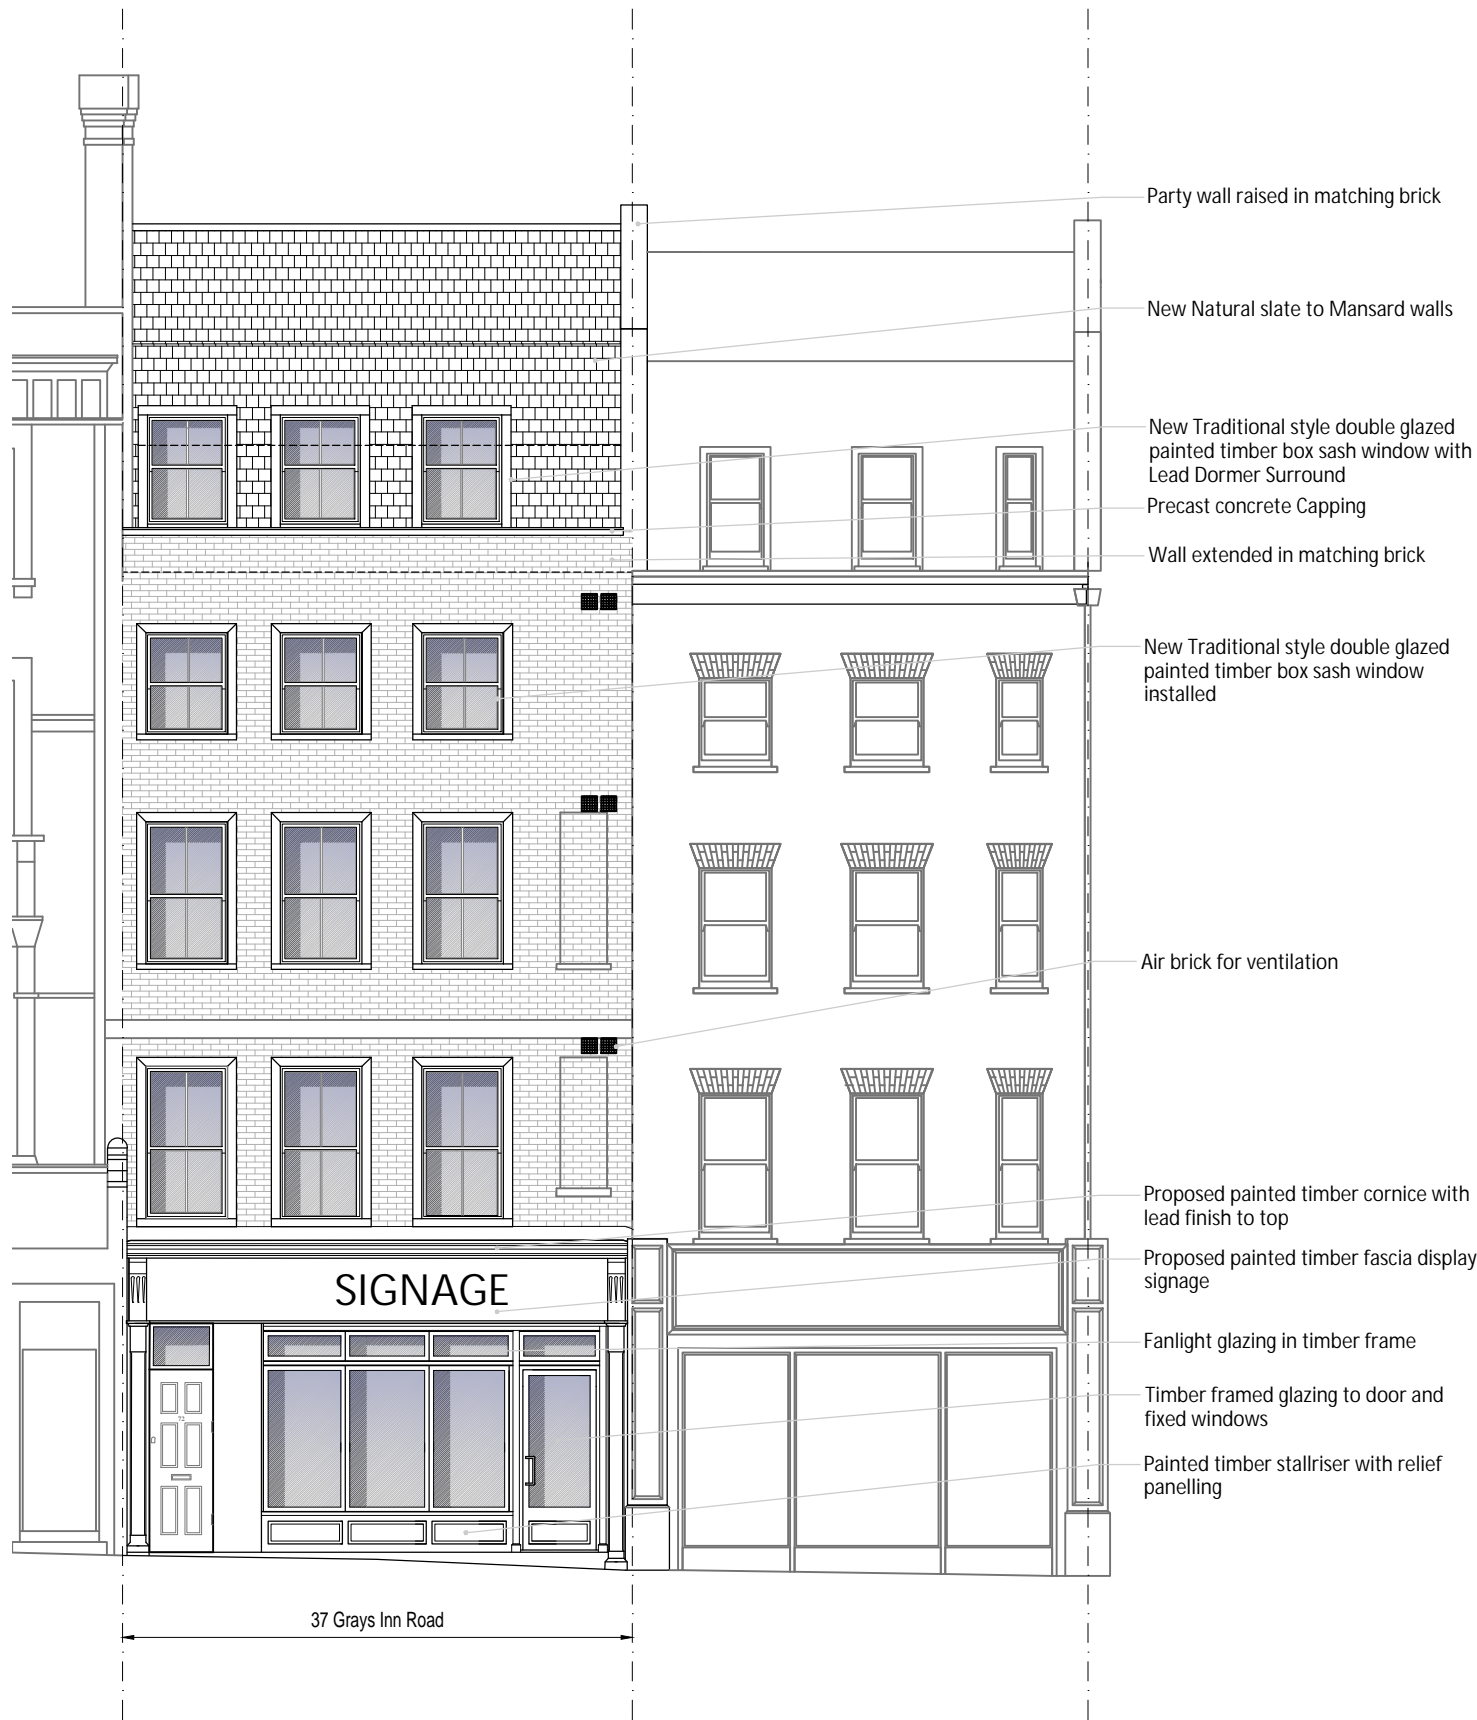 Party wall raised in matching brick
New Natural slate to Mansard walls
New Traditional style double glazed
painted timber box sash window with
Lead Dormer Surround
Precast concrete Capping
Wall extended in matching brick
New Traditional style double glazed
painted timber box sash window
installed
Air brick for ventilation
Proposed painted timber cornice with
lead finish to top
Proposed painted timber fascia display
signage
SIGNAGE
Fanlight glazing in timber frame
Timber framed glazing to door and
fixed windows
72
Painted timber stallriser with relief
panelling
37 Grays Inn Road